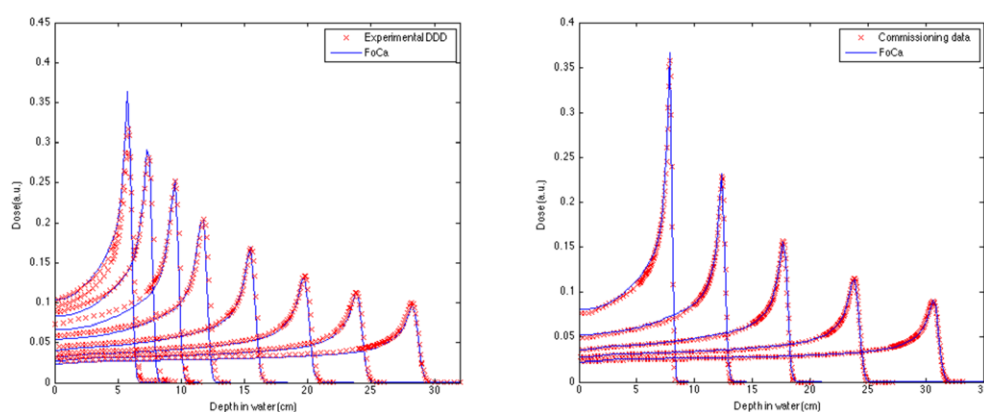 0.45
0.4
0.35
0.3
0.25
0.2
0.15
0.1
0.05
0
Dose(a.u.)
0 5 10 15 20 25 30
Depth in water(cm)
Experimental DDD
FoCa
0.4
0.35
0.3
0.25
0.2
0.15
0.1
0.05
0
Dose(a.u.)
0 5 10 15 20 25 30 35
Depth in water(cm)
Commissioning data
FoCa